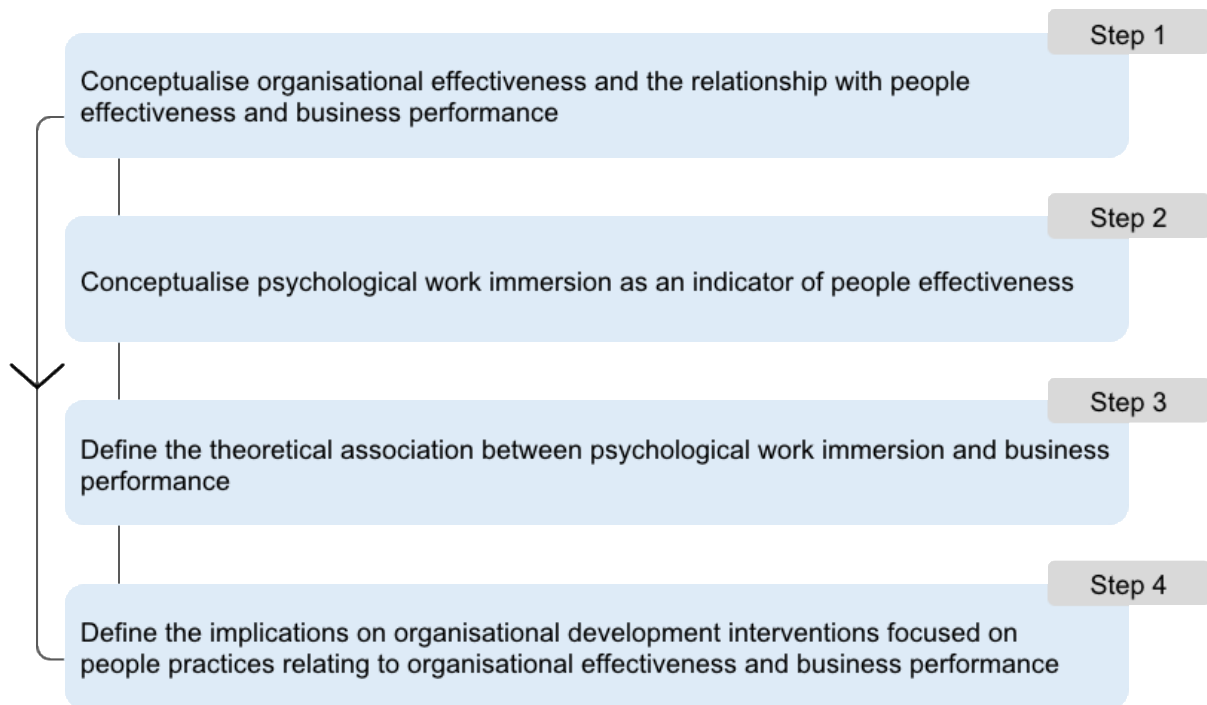 Step 1
Conceptualise organisational effectiveness and the relationship with people
effectiveness and business performance
Step 2
Conceptualise psychological work immersion as an indicator of people effectiveness
Step 3
Define the theoretical association between psychological work immersion and business
performance
Step 4
Define the implications on organisational development interventions focused on
people practices relating to organisational effectiveness and business performance